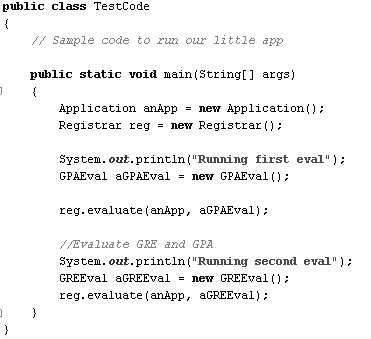 public class TestCode
{
// Sample code to run our little app
public static void main(String[] args)
{
Application anApp = new Application();
Registrar reg = new Registrar();
System.out.println("Running first eval");
GPAEval aGPAEval = new GPAEval();
reg.evaluate(anApp, aGPAEval);
//Evaluate GRE and GPA
System.out.println("Running second eval");
GREEval aGREEval = new GREEval();
reg.evaluate(anApp, aGREEval);
}
}